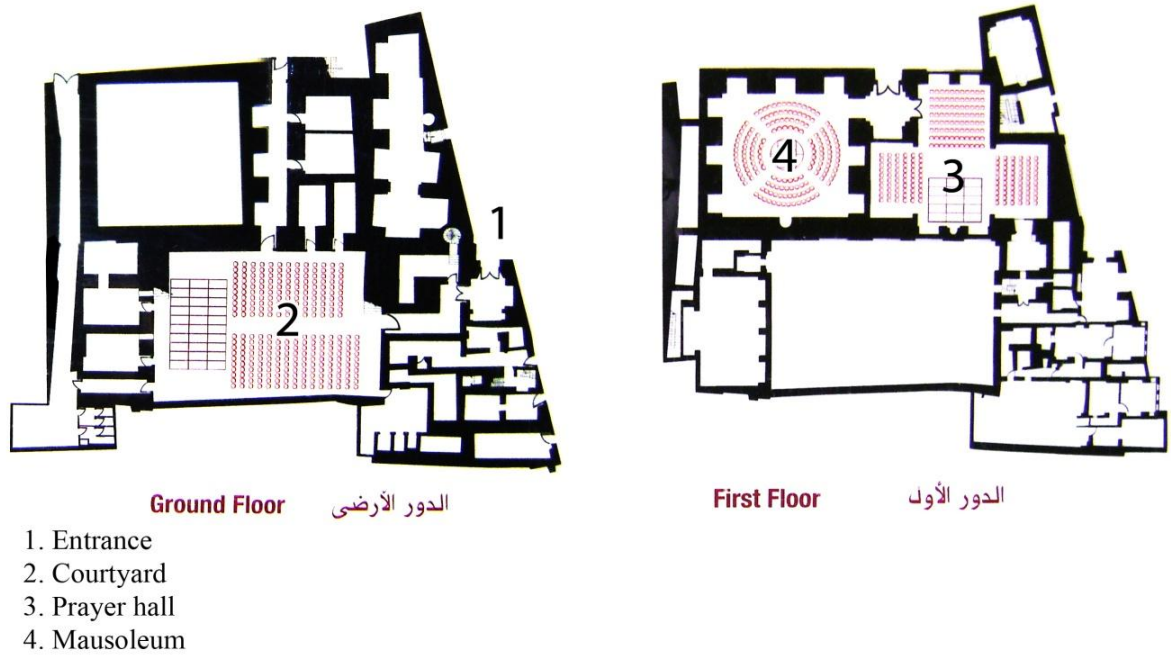 1
2
3
4
Ground Floor الدور الأرضى
First Floor الدور الأول
1. Entrance
2. Courtyard
3. Prayer hall
4. Mausoleum